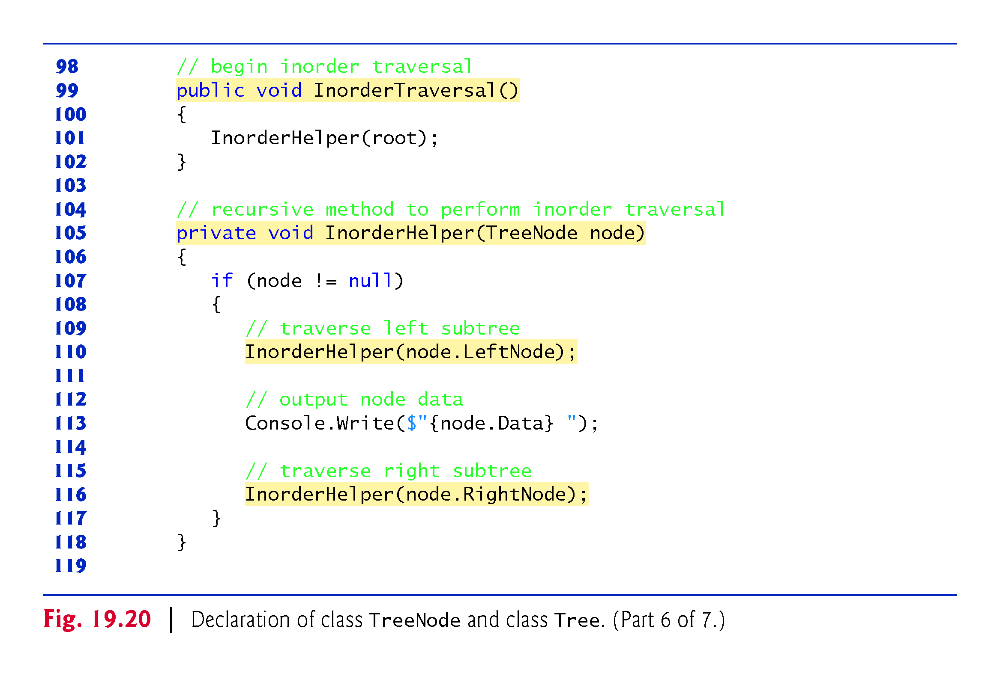 98 // begin inorder traversal
99 public void InorderTraversal()
100 {
101 InorderHelper(root);
102 }
103
104 // recursive method to perform inorder traversal
105 private void InorderHelper(TreeNode node)
106 {
107 if (node != null)
108 {
109 // traverse left subtree
110 InorderHelper(node.LeftNode);
111
112 // output node data
113 Console.Write($"{node.Data} ");
114
115 // traverse right subtree
116 InorderHelper(node.RightNode);
117 }
118 }
119
Fig. 19.20 | Declaration of class TreeNode and class Tree. (Part 6 of 7.)